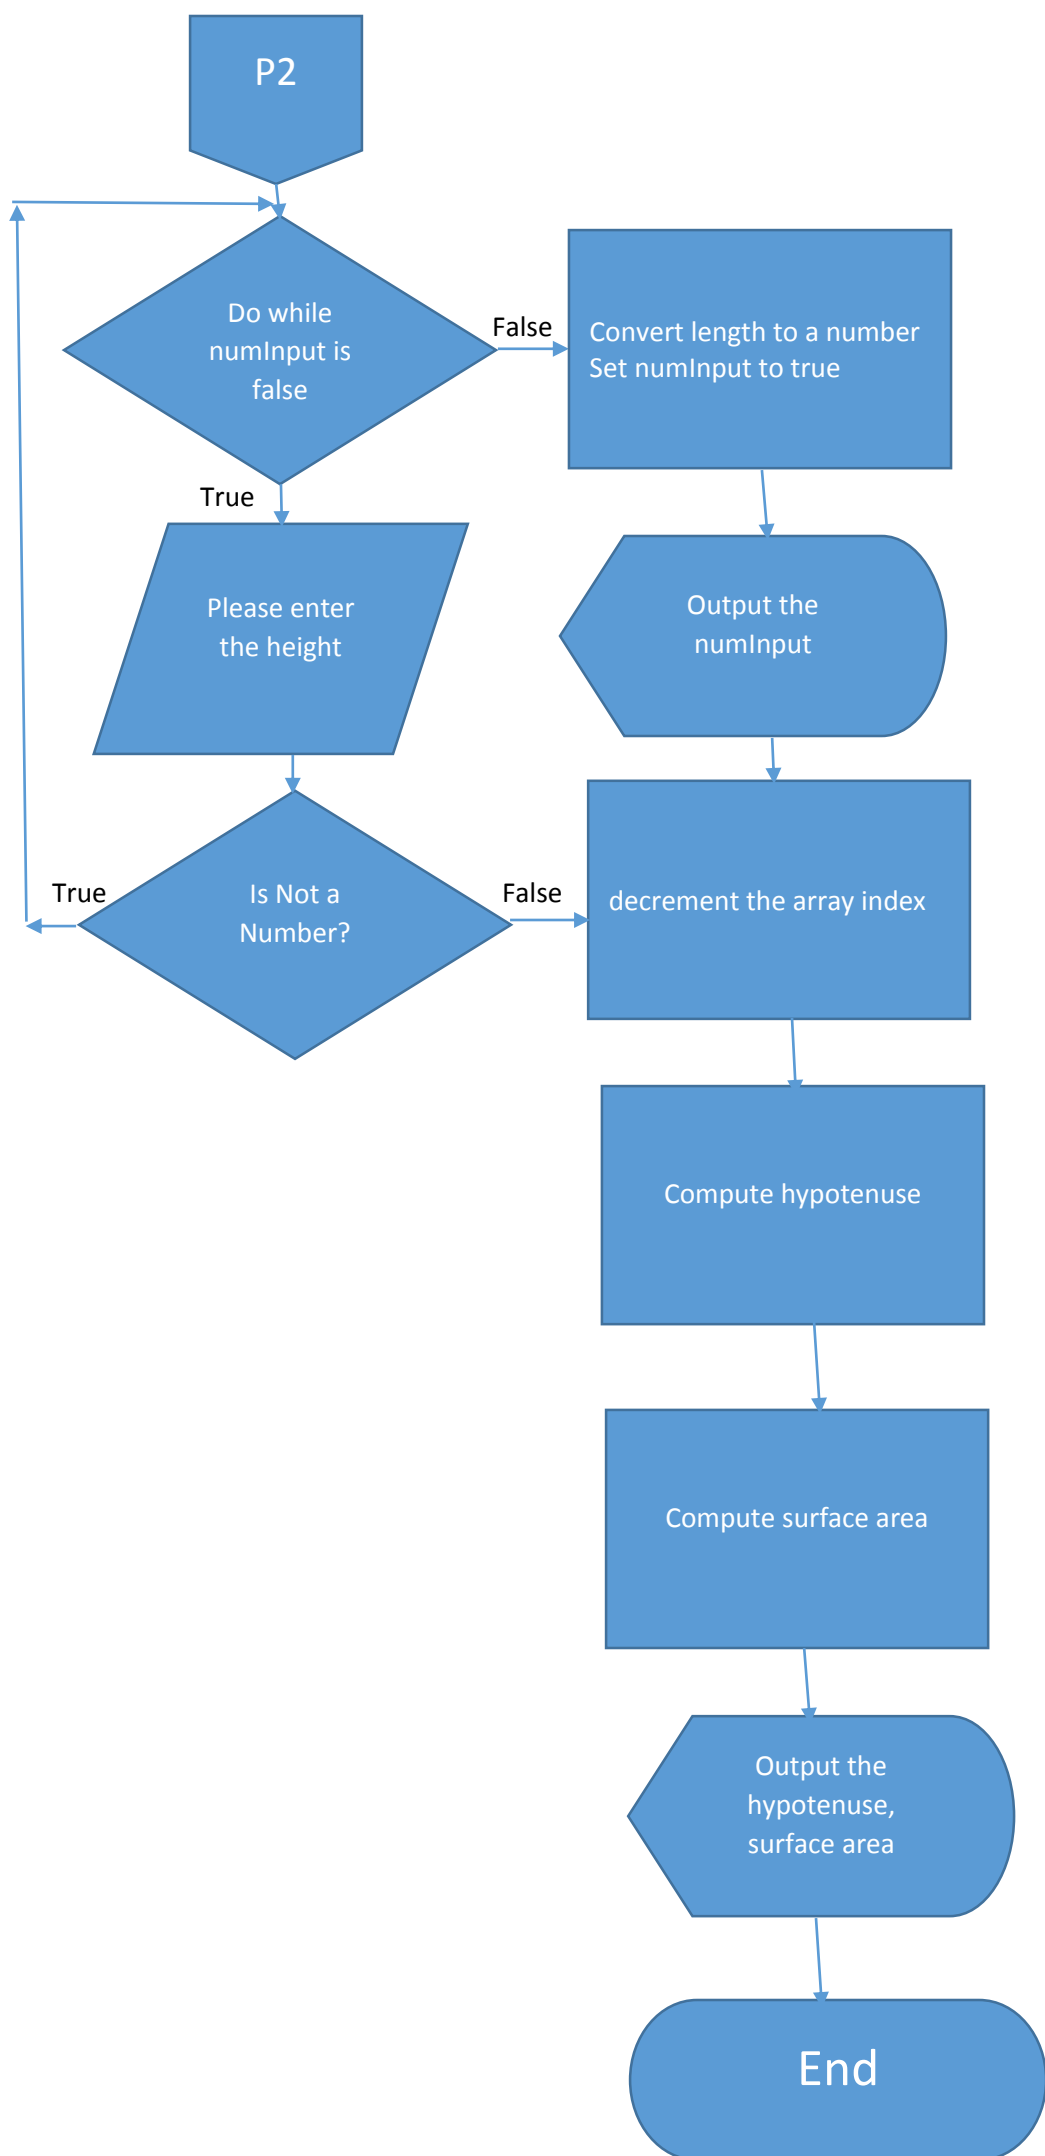 P2
Do while
numInput is
false
False
Convert length to a number
Set numInput to true
True
Please enter
the height
Output the
numInput
True
Is Not a
Number?
False
decrement the array index
Compute hypotenuse
Compute surface area
Output the
hypotenuse,
surface area
End